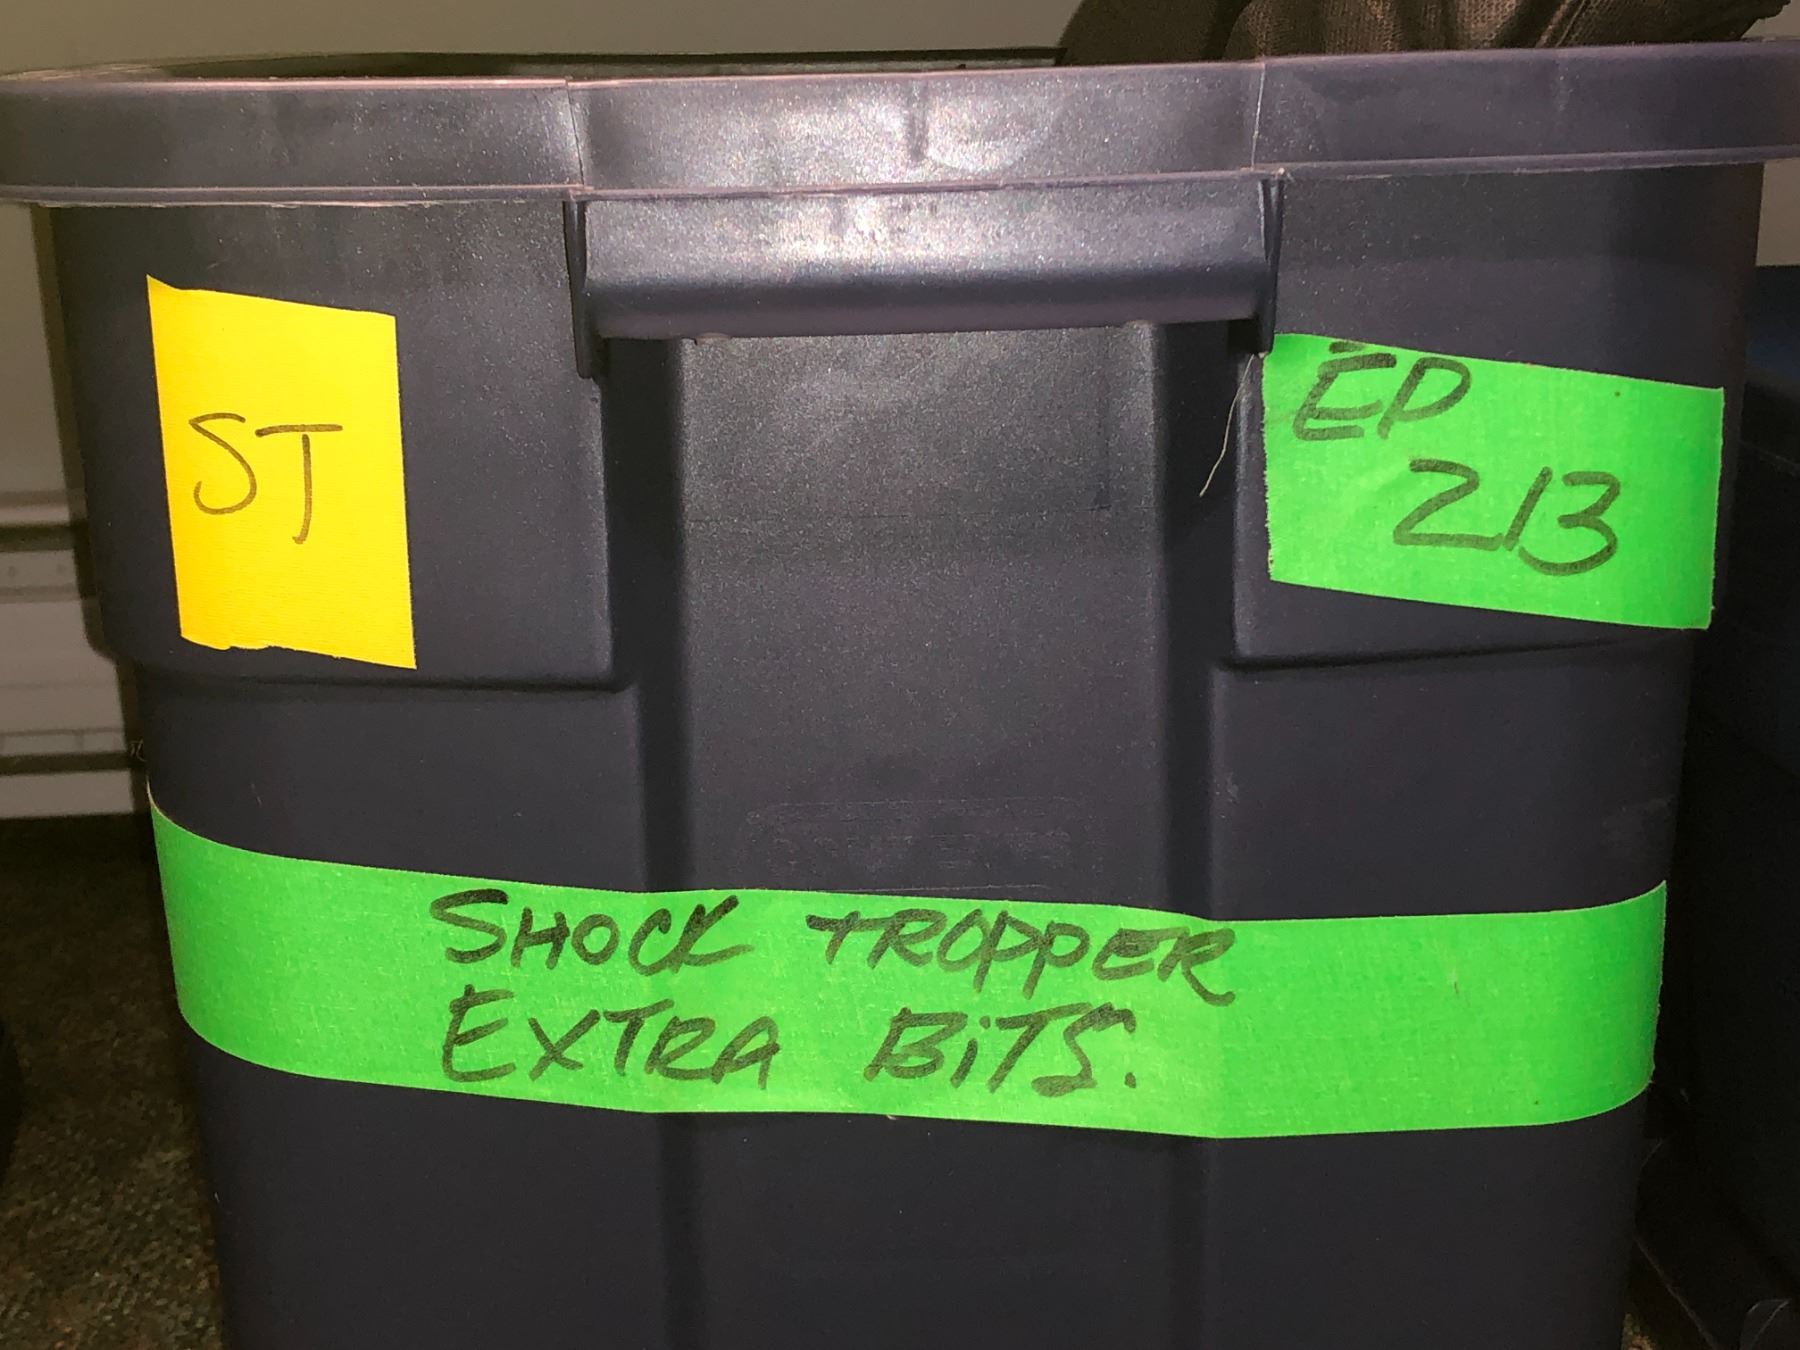 ST
EP
213
SHOCK TROPPER
EXTRA BiTS.